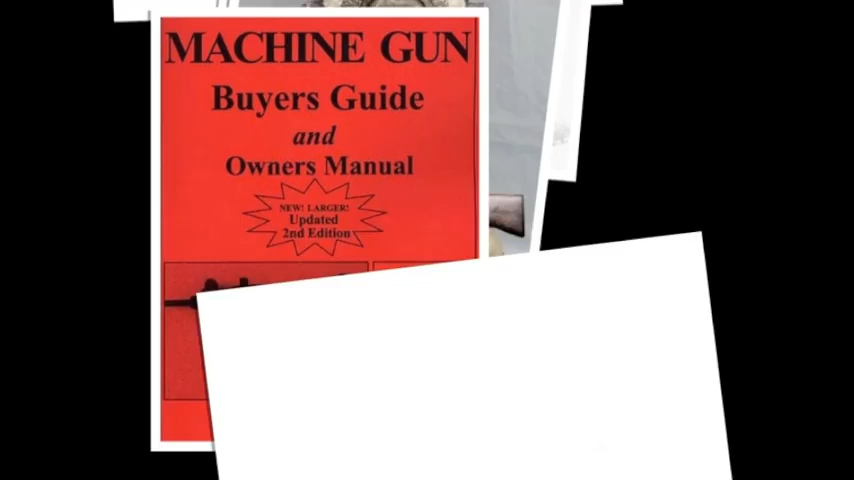 MACHINE GUN
Buyers Guide
and
Owners Manual
NEW! LARGER!
Updated
2nd Edition